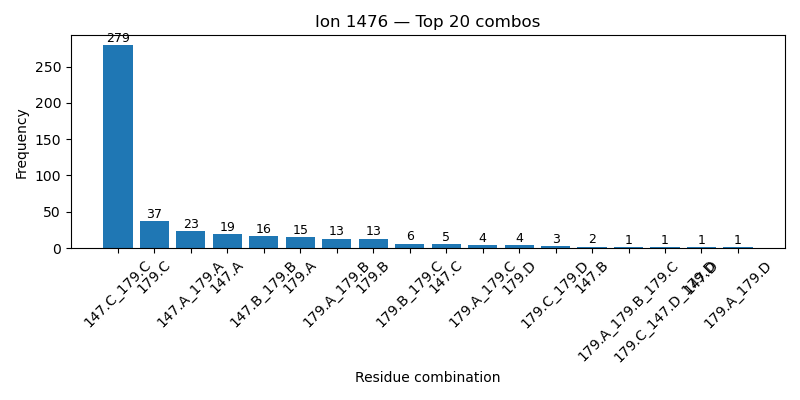 Ion 1476 — Top 20 combos
Frequency
250
200
150
100
50
0
279
37
23
19
16
15
13
13
6
5
4
4
3
2
1
1
1
1
147.C_179.C
179.C
147.A_179.A
147.A
147.B_179.B
179.A
179.A_179.B
179.B
179.B_179.C
147.C
179.A_179.C
179.D
179.C_179.D
147.B
179.A_179.B_179.C
179.A_179.D
Residue combination